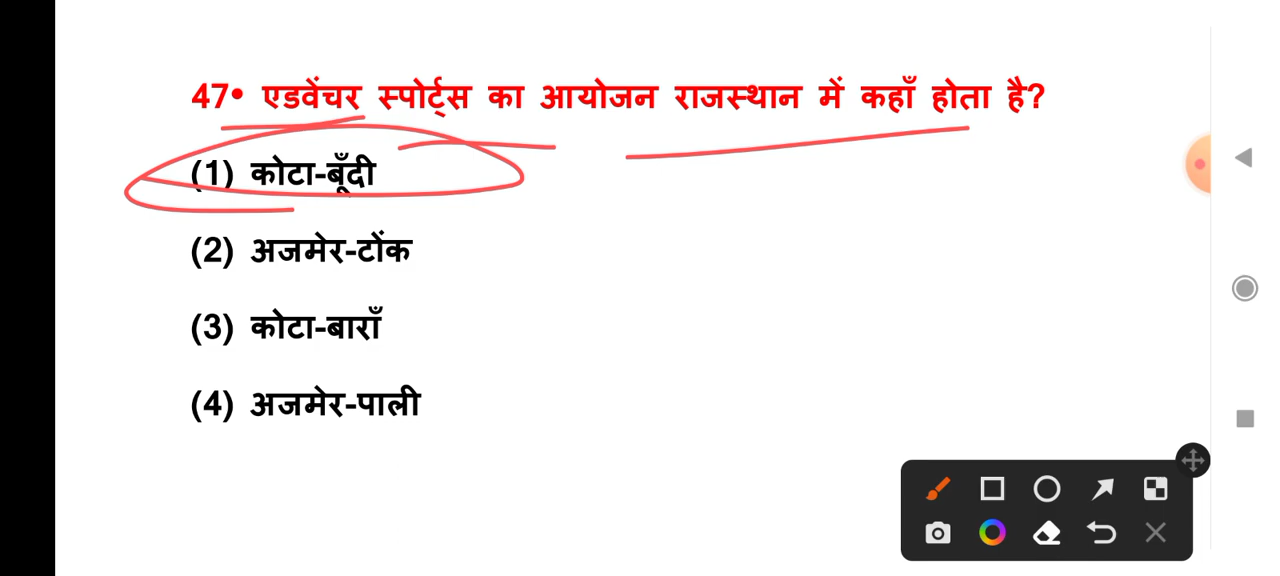 47• एडवेंचर स्पोर्ट्स का आयोजन राजस्थान में कहाँ होता है?
(1) कोटा-बूँदी
(2) अजमेर-टोंक
(3) कोटा-बाराँ
(4) अजमेर-पाली